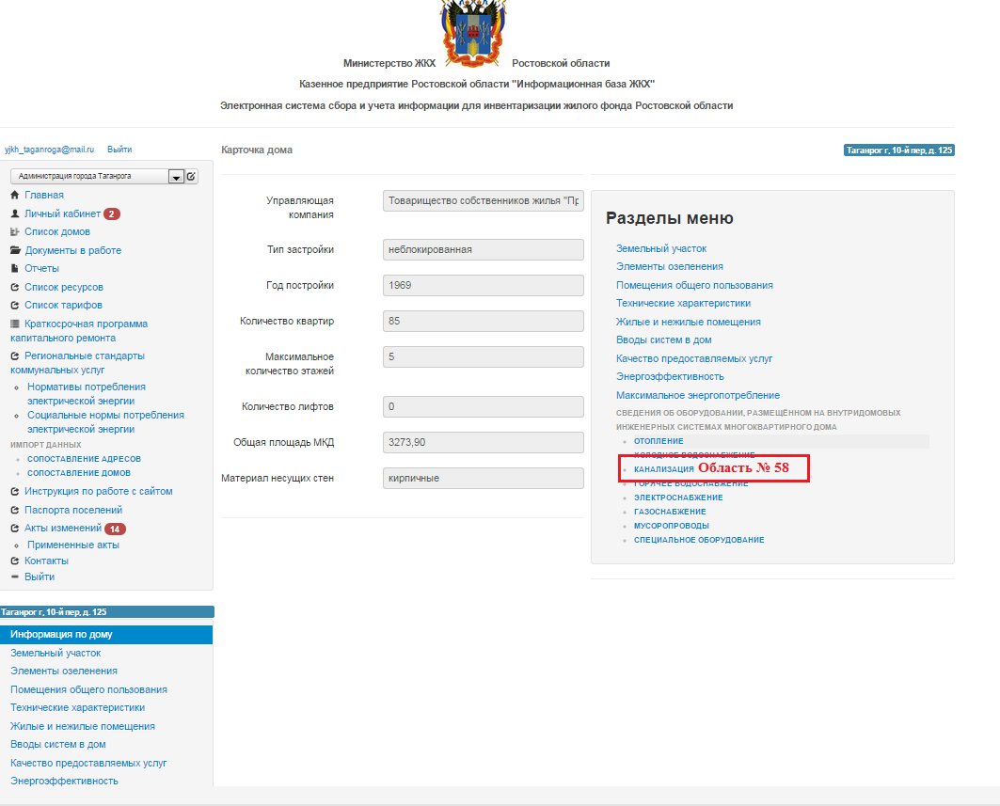 Министерство ЖКХ Ростовской области
Казенное предприятие Ростовской области "Информационная база ЖКХ"
Электронная система сбора и учета информации для инвентаризации жилого фонда Ростовской области
yjkh_taganroga@mail.ru Выйти
Администрация города Таганрога
Главная
Личный кабинет 2
Список домов
Документы в работе
Отчеты
Список ресурсов
Список тарифов
Краткосрочная программа
капитального ремонта
Региональные стандарты
коммунальных услуг
Нормативы потребления
электрической энергии
Социальные нормы потребления
электрической энергии
ИМПОРТ ДАННЫХ
СОПОСТАВЛЕНИЕ АДРЕСОВ
СОПОСТАВЛЕНИЕ ДОМОВ
Инструкция по работе с сайтом
Паспорта поселений
Акты изменений 14
Примененные акты
Контакты
Выйти
Таганрог г, 10-й пер, д. 125
Информация по дому
Земельный участок
Элементы озеленения
Помещения общего пользования
Технические характеристики
Жилые и нежилые помещения
Вводы систем в дом
Качество предоставляемых услуг
Энергоэффективность
Карточка дома
Таганрог г, 10-й пер, д. 125
Управляющая
компания
Товарищество собственников жилья "Пр
Тип застройки неблокированная
Год постройки 1969
Количество квартир 85
Максимальное
количество этажей
5
Количество лифтов 0
Общая площадь МКД 3273,90
Материал несущих стен кирпичные
Разделы меню
Земельный участок
Элементы озеленения
Помещения общего пользования
Технические характеристики
Жилые и нежилые помещения
Вводы систем в дом
Качество предоставляемых услуг
Энергоэффективность
Максимальное энергопотребление
СВЕДЕНИЯ ОБ ОБОРУДОВАНИИ, РАЗМЕЩЁННОМ НА ВНУТРИДОМОВЫХ
ИНЖЕНЕРНЫХ СИСТЕМАХ МНОГОКВАРТИРНОГО ДОМА
ОТОПЛЕНИЕ
ХОЛОДНОЕ ВОДОСНАБЖЕНИЕ
КАНАЛИЗАЦИЯ Область № 58
ГОРЯЧЕЕ ВОДОСНАБЖЕНИЕ
ЭЛЕКТРОСНАБЖЕНИЕ
ГАЗОСНАБЖЕНИЕ
МУСОРОПРОВОДЫ
СПЕЦИАЛЬНОЕ ОБОРУДОВАНИЕ